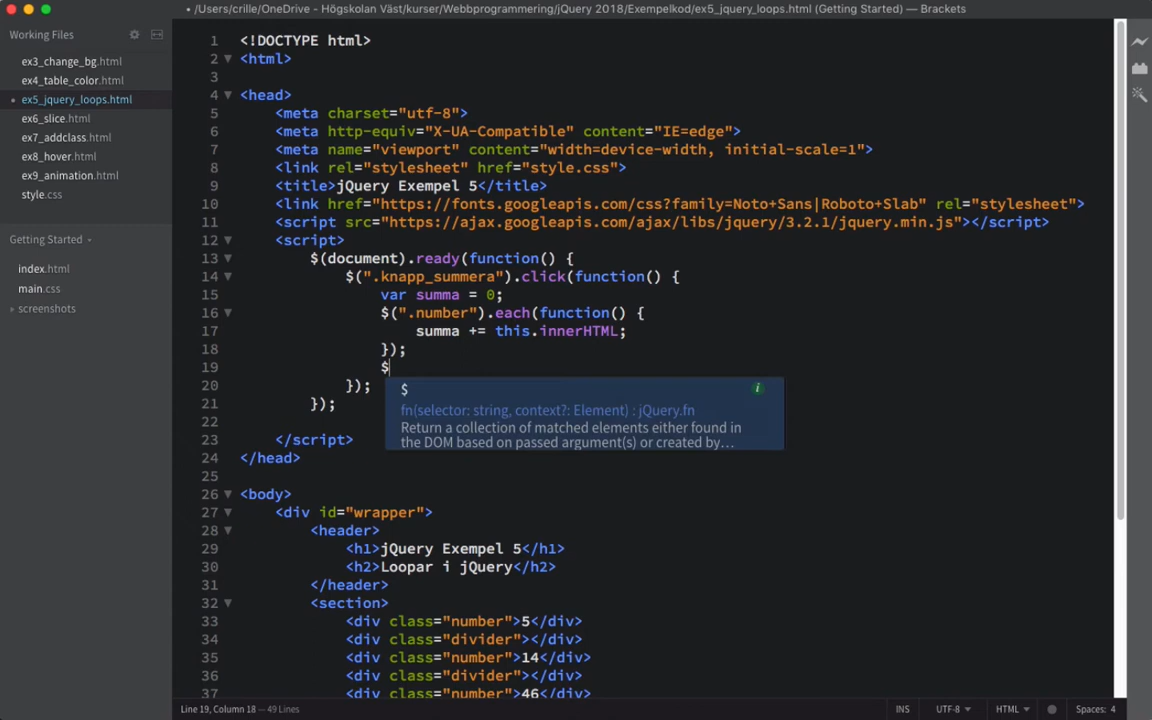 • /Users/crille/OneDrive - Högskolan Väst/kurser/Webbprogrammering/jQuery 2018/Exempelkod/ex5_jquery_loops.html (Getting Started) — Brackets
Working Files
ex3_change_bg.html
ex4_table_color.html
ex5_jquery_loops.html
ex6_slice.html
ex7_addclass.html
ex8_hover.html
ex9_animation.html
style.css
Getting Started
index.html
main.css
screenshots
1 <!DOCTYPE html>
2 <html>
3
4 <head>
5 <meta charset="utf-8">
6 <meta http-equiv="X-UA-Compatible" content="IE=edge">
7 <meta name="viewport" content="width=device-width, initial-scale=1">
8 <link rel="stylesheet" href="style.css">
9 <title>jQuery Exempel 5</title>
10 <link href="https://fonts.googleapis.com/css?family=Noto+Sans|Roboto+Slab" rel="stylesheet">
11 <script src="https://ajax.googleapis.com/ajax/libs/jquery/3.2.1/jquery.min.js"></script>
12 <script>
13 $(document).ready(function() {
14 $(".knapp_summera").click(function() {
15 var summa = 0;
16 $(".number").each(function() {
17 summa += this.innerHTML;
18 });
19 $
20 });
21 });
22
23 </script>
24 </head>
25
26 <body>
27 <div id="wrapper">
28 <header>
29 <h1>jQuery Exempel 5</h1>
30 <h2>Loopar i jQuery</h2>
31 </header>
32 <section>
33 <div class="number">5</div>
34 <div class="divider"></div>
35 <div class="number">14</div>
36 <div class="divider"></div>
37 <div class="number">46</div>
$
i
fn(selector: string, context?: Element) : jQuery.fn
Return a collection of matched elements either found in
the DOM based on passed argument(s) or created by…
Line 19, Column 18 — 49 Lines
INS
UTF-8
HTML
Spaces: 4